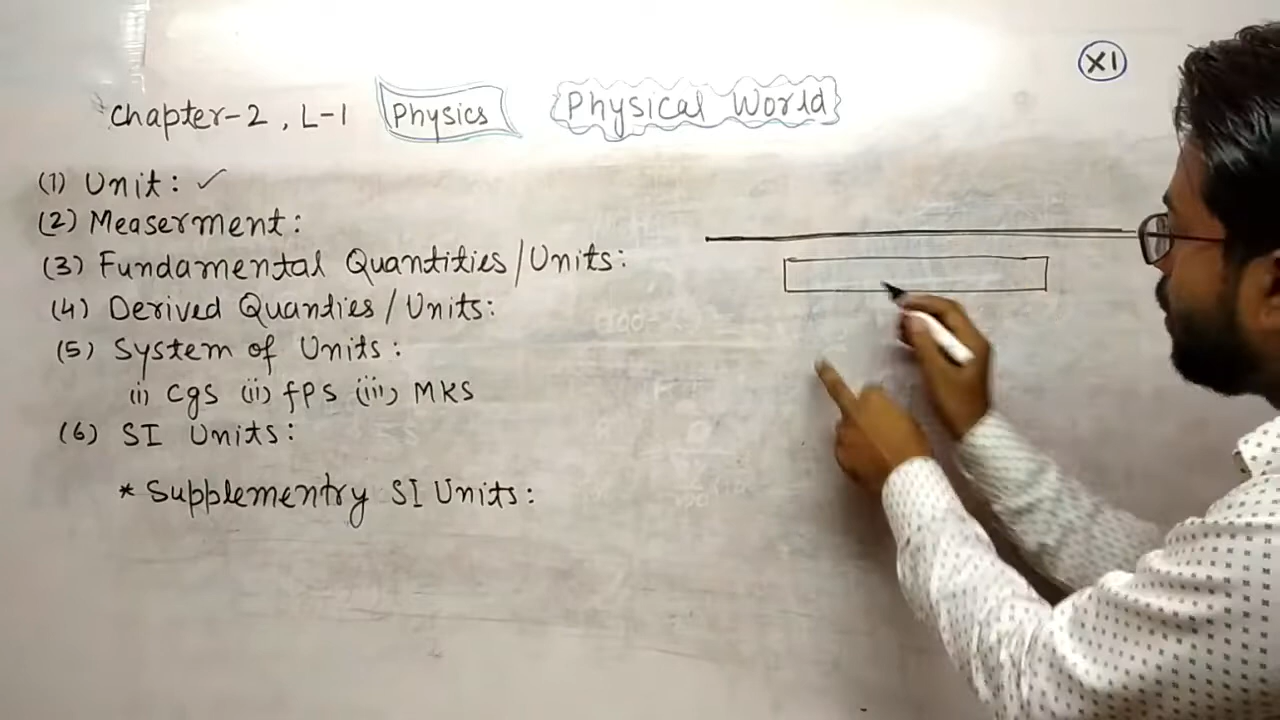 XI
Chapter-2, L-1 Physics Physical World
(1) Unit: ✓
(2) Measerment:
(3) Fundamental Quantities/Units:
(4) Derived Quandies/Units:
(5) System of Units:
(i) Cgs (ii) fps (iii) MKS
(6) SI Units:
* Supplementry SI Units: